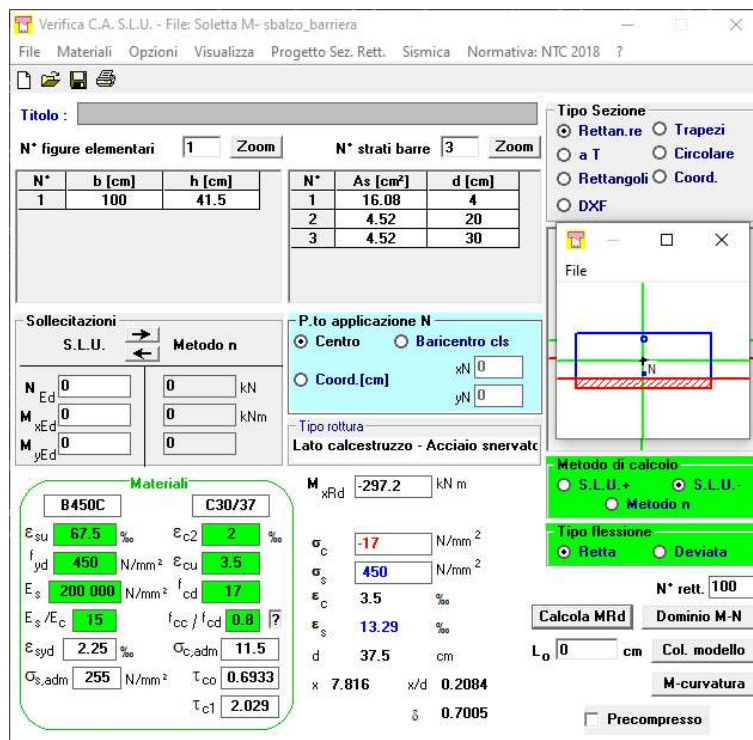 Verifica C.A. S.L.U. - File: Soletta M- sbalzo_barriera
File Materiali Opzioni Visualizza Progetto Sez. Rett. Sismica Normativa: NTC 2018 ?
Titolo :
N° figure elementari 1 Zoom
N° strati barre 3 Zoom
N° b [cm] h [cm]
1 100 41.5
N° As [cm²] d [cm]
1 16.08 4
2 4.52 20
3 4.52 30
Tipo Sezione
Rettan.re Trapezi
a T Circolare
Rettangoli Coord.
DXF
File
N
Sollecitazioni
S.L.U. Metodo n
N Ed 0 0 kN
M xEd 0 0 kNm
M yEd 0 0
P.to applicazione N
Centro Baricentro cls
Coord.[cm] xN 0
yN 0
Tipo rottura
Lato calcestruzzo - Acciaio snervato
Metodo di calcolo
S.L.U.+ S.L.U.-
Metodo n
Tipo flessione
Retta Deviata
Materiali
B450C C30/37
εsu 67.5 ‰ εc2 2 ‰
fyd 450 N/mm² εcu 3.5
Es 200 000 N/mm² fcd 17
Es/Ec 15 fcc / fcd 0.8 ?
εsyd 2.25 ‰ σc,adm 11.5
σs,adm 255 N/mm² τco 0.6933
τc1 2.029
M xRd -297.2 kN m
σc -17 N/mm²
σs 450 N/mm²
εc 3.5 ‰
εs 13.29 ‰
d 37.5 cm
x 7.816 x/d 0.2084
δ 0.7005
N° rett. 100
Calcola MRd Dominio M-N
Lo 0 cm Col. modello
M-curvatura
Precompresso